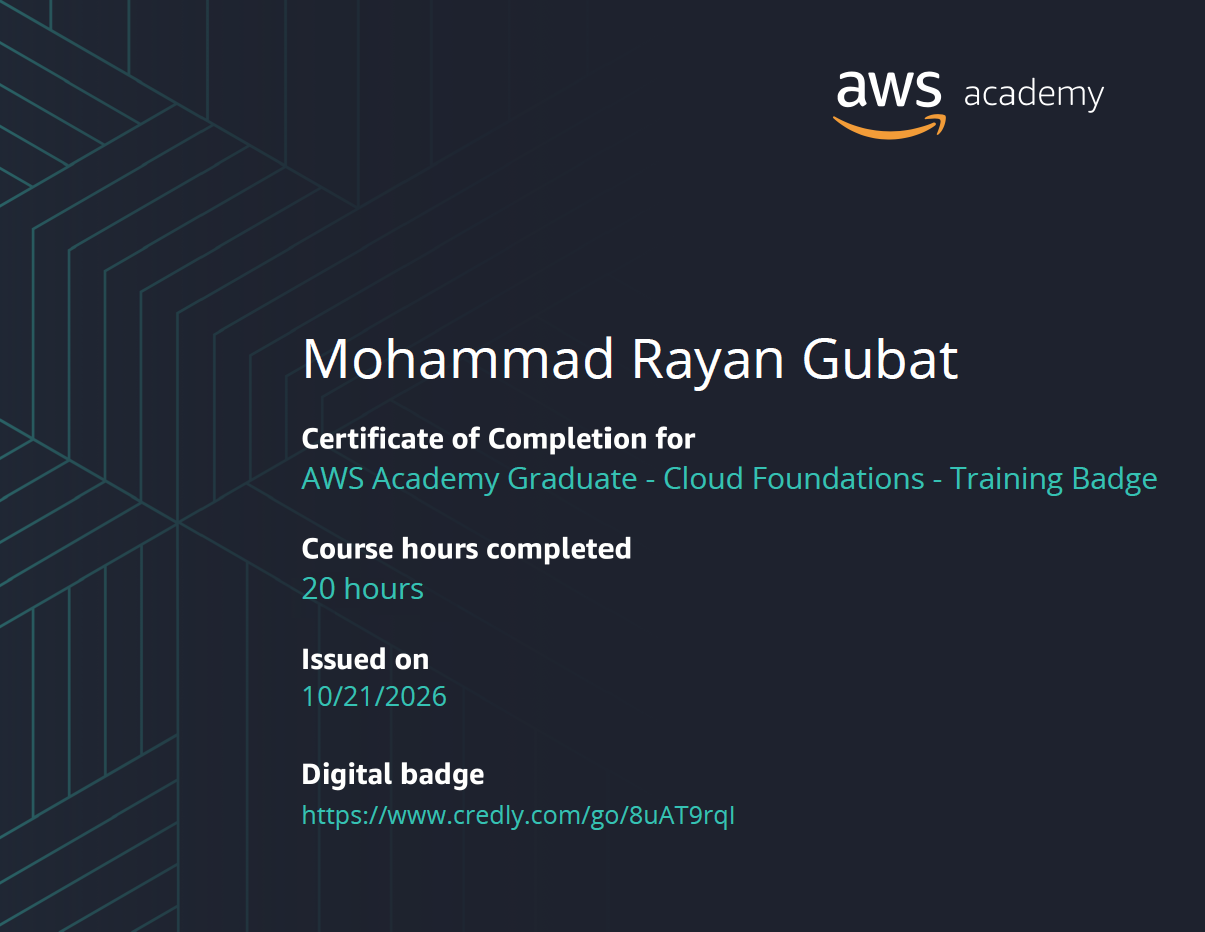 aws academy
Mohammad Rayan Gubat
Certificate of Completion for
AWS Academy Graduate - Cloud Foundations - Training Badge
Course hours completed
20 hours
Issued on
10/21/2026
Digital badge
https://www.credly.com/go/8uAT9rqI